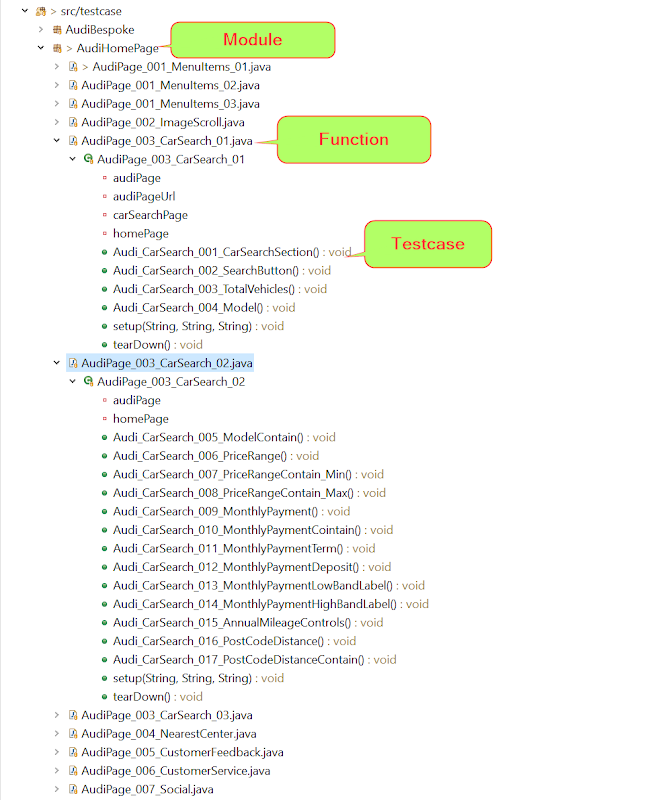 > src/testcase
AudiBespoke
> AudiHomePage
Module
> AudiPage_001_MenuItems_01.java
AudiPage_001_MenuItems_02.java
AudiPage_001_MenuItems_03.java
AudiPage_002_ImageScroll.java
AudiPage_003_CarSearch_01.java
Function
AudiPage_003_CarSearch_01
audiPage
audiPageUrl
carSearchPage
homePage
Audi_CarSearch_001_CarSearchSection() : void
Testcase
Audi_CarSearch_002_SearchButton() : void
Audi_CarSearch_003_TotalVehicles() : void
Audi_CarSearch_004_Model() : void
setup(String, String, String) : void
tearDown() : void
AudiPage_003_CarSearch_02.java
AudiPage_003_CarSearch_02
audiPage
homePage
Audi_CarSearch_005_ModelContain() : void
Audi_CarSearch_006_PriceRange() : void
Audi_CarSearch_007_PriceRangeContain_Min() : void
Audi_CarSearch_008_PriceRangeContain_Max() : void
Audi_CarSearch_009_MonthlyPayment() : void
Audi_CarSearch_010_MonthlyPaymentCointain() : void
Audi_CarSearch_011_MonthlyPaymentTerm() : void
Audi_CarSearch_012_MonthlyPaymentDeposit() : void
Audi_CarSearch_013_MonthlyPaymentLowBandLabel() : void
Audi_CarSearch_014_MonthlyPaymentHighBandLabel() : void
Audi_CarSearch_015_AnnualMileageControls() : void
Audi_CarSearch_016_PostCodeDistance() : void
Audi_CarSearch_017_PostCodeDistanceContain() : void
setup(String, String, String) : void
tearDown() : void
AudiPage_003_CarSearch_03.java
AudiPage_004_NearestCenter.java
AudiPage_005_CustomerFeedback.java
AudiPage_006_CustomerService.java
AudiPage_007_Social.java